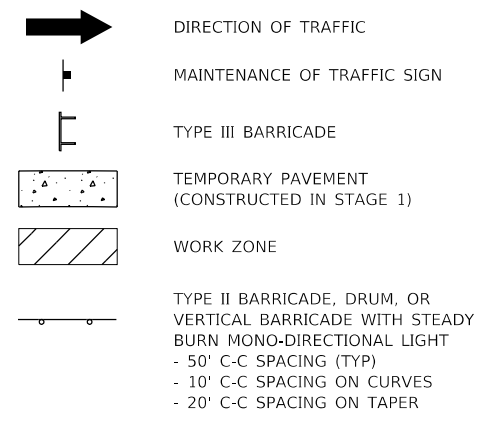 DIRECTION OF TRAFFIC
MAINTENANCE OF TRAFFIC SIGN
TYPE III BARRICADE
TEMPORARY PAVEMENT
(CONSTRUCTED IN STAGE 1)
WORK ZONE
TYPE II BARRICADE, DRUM, OR
VERTICAL BARRICADE WITH STEADY
BURN MONO-DIRECTIONAL LIGHT
- 50' C-C SPACING (TYP)
- 10' C-C SPACING ON CURVES
- 20' C-C SPACING ON TAPER